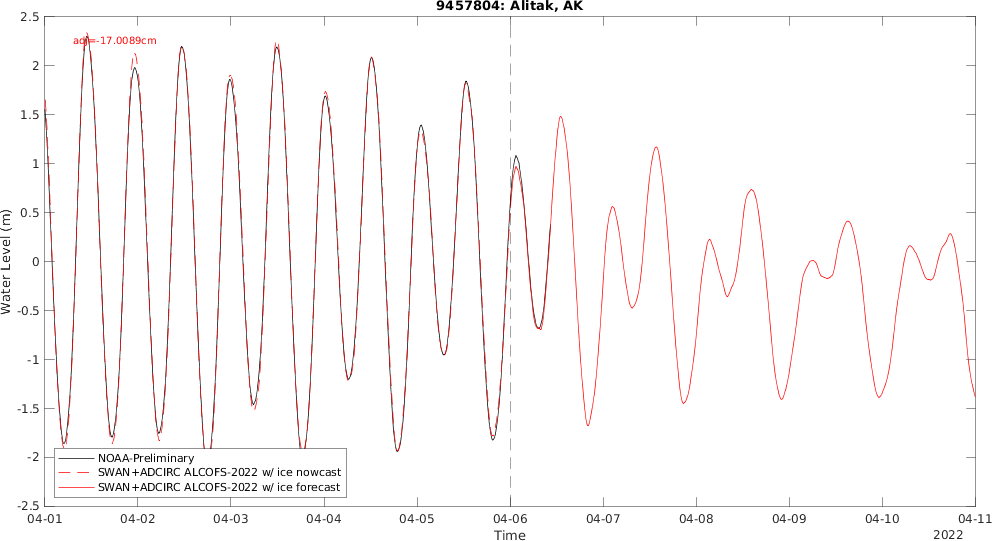 9457804: Alitak, AK
adj=-17.0089cm
2.5
2
1.5
1
0.5
0
-0.5
-1
-1.5
-2
-2.5
Water Level (m)
NOAA-Preliminary
SWAN+ADCIRC ALCOFS-2022 w/ ice nowcast
SWAN+ADCIRC ALCOFS-2022 w/ ice forecast
04-01 04-02 04-03 04-04 04-05 04-06 04-07 04-08 04-09 04-10 04-11
Time
2022